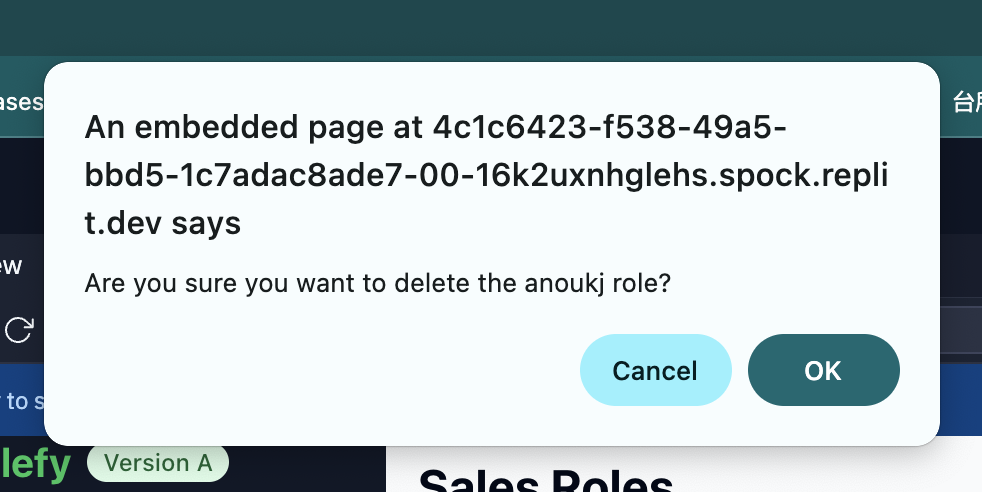 ases
台
An embedded page at 4c1c6423-f538-49a5-
bbd5-1c7adac8ade7-00-16k2uxnhglehs.spock.repli
t.dev says
ew
Are you sure you want to delete the anoukj role?
Cancel
OK
to s
lefy
Version A
Sales Roles